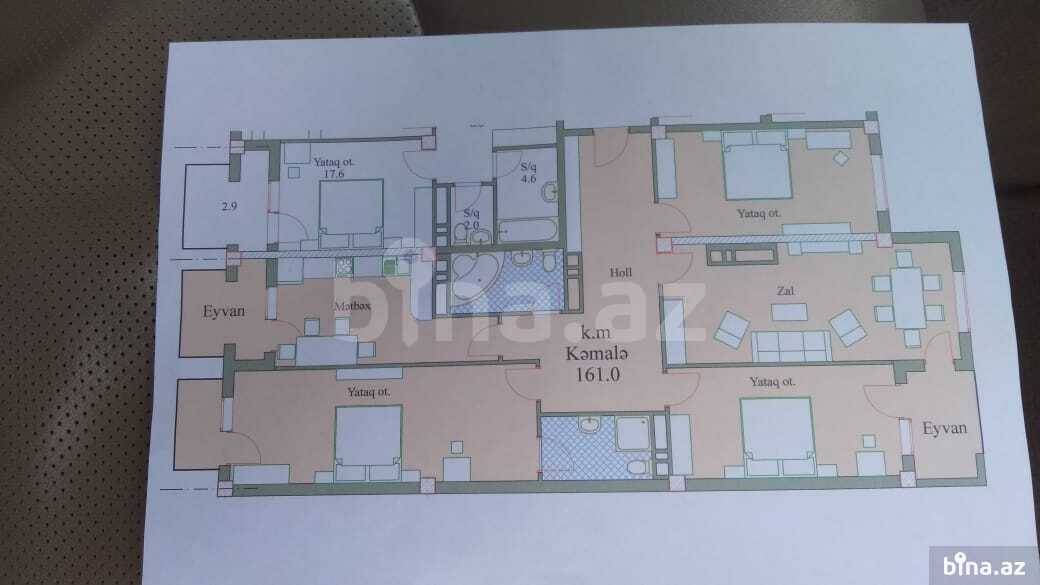 Yataq ot.
17.6
S/q
4.6
2.9
S/q
2.0
Yataq ot.
Holl
Zal
Eyvan
Mətbəx
k.m
Kəmalə
161.0
Yataq ot.
Yataq ot.
Eyvan
bina.az
bina.az